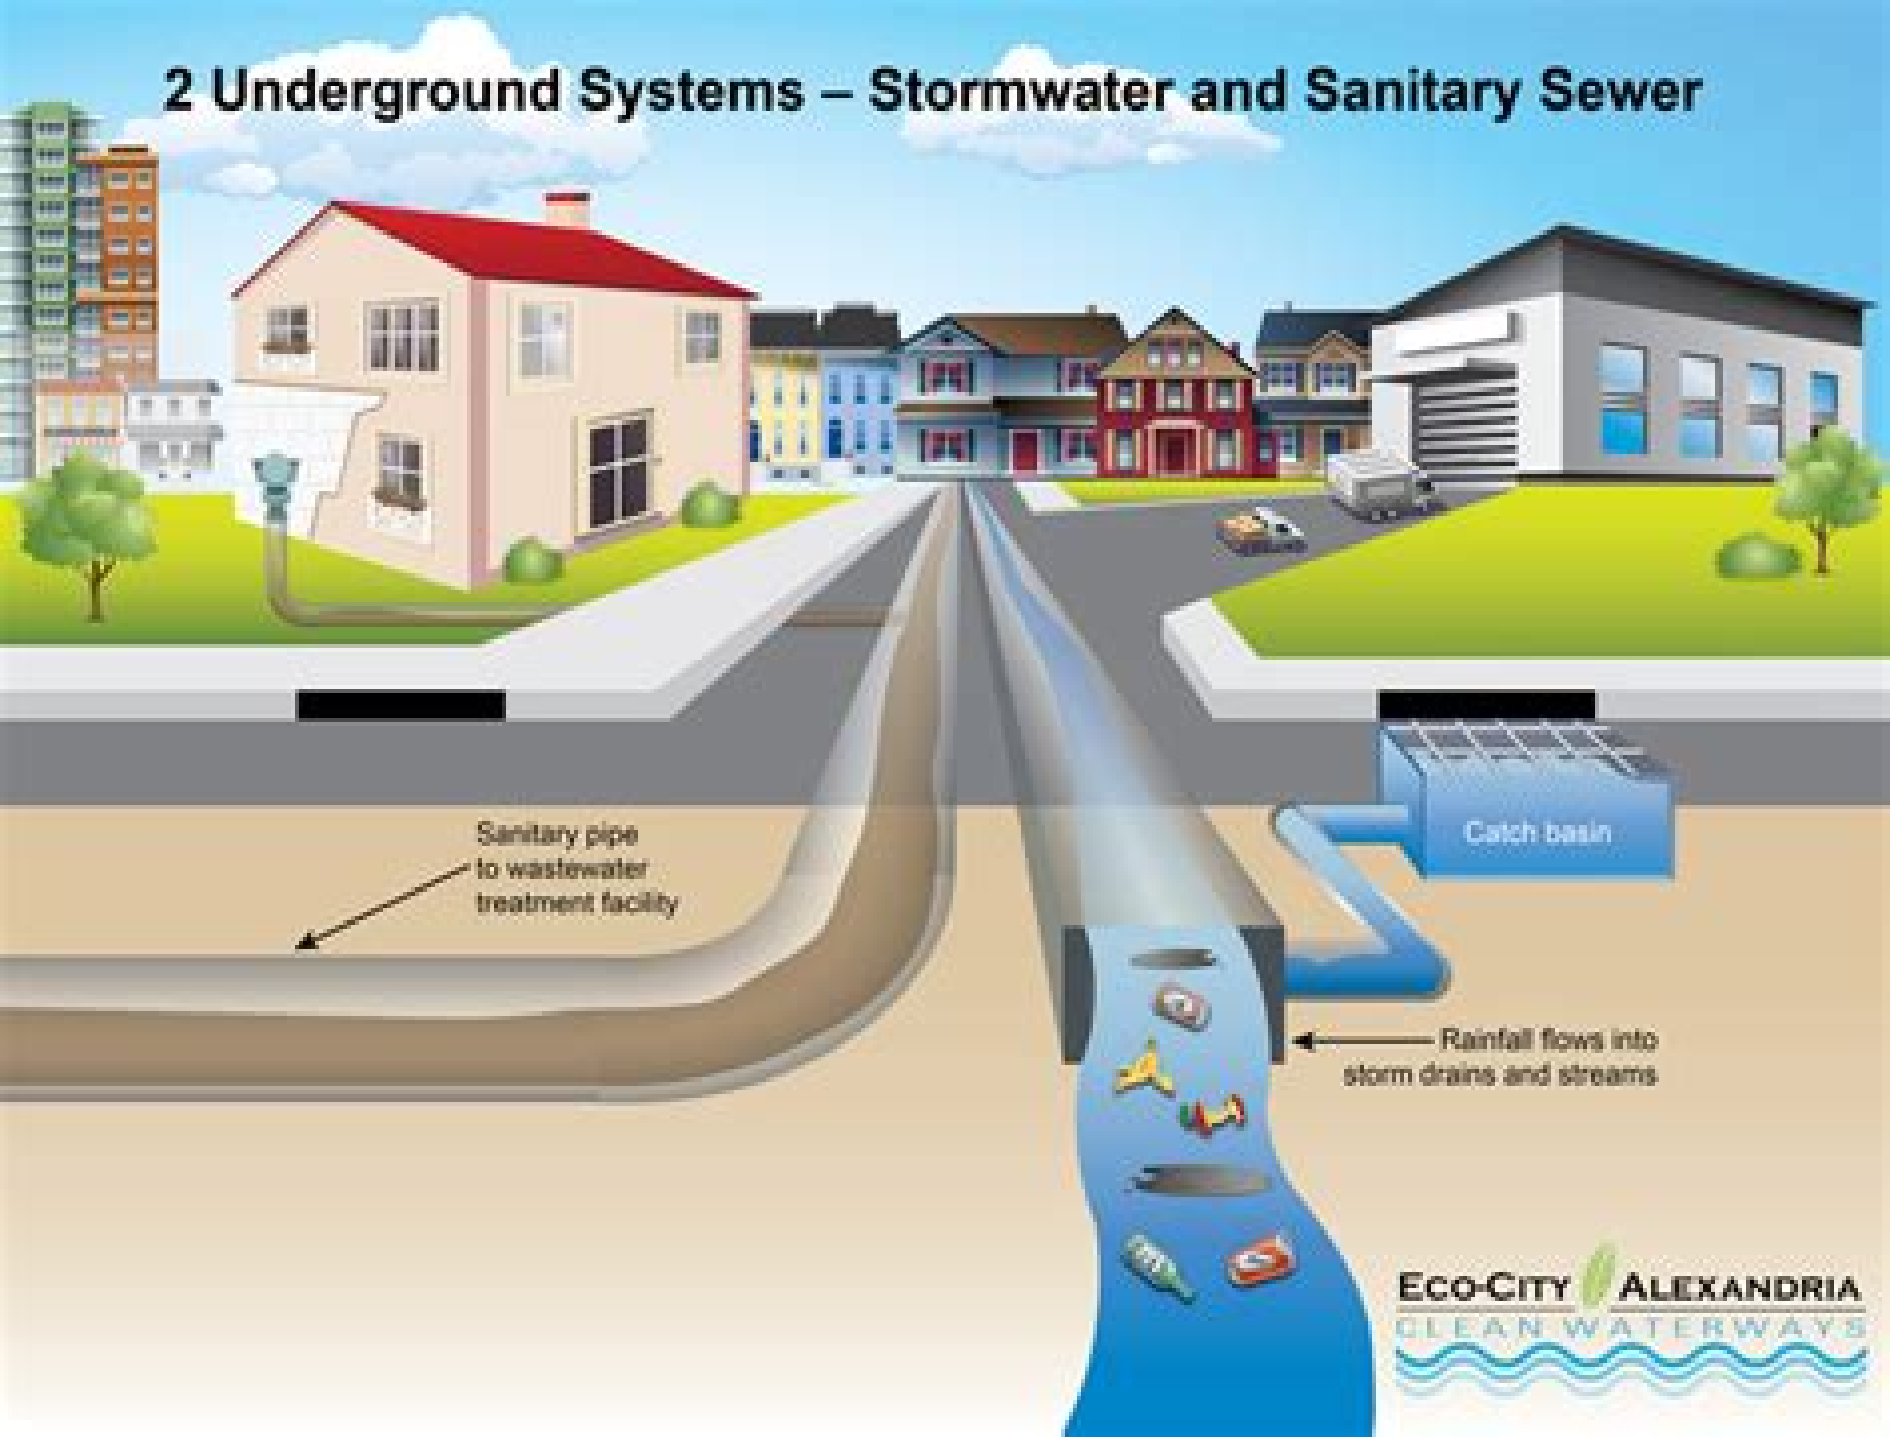 2 Underground Systems – Stormwater and Sanitary Sewer
Sanitary pipe
to wastewater
treatment facility
Catch basin
Rainfall flows into
storm drains and streams
ECO-CITY ALEXANDRIA
CLEAN WATERWAYS